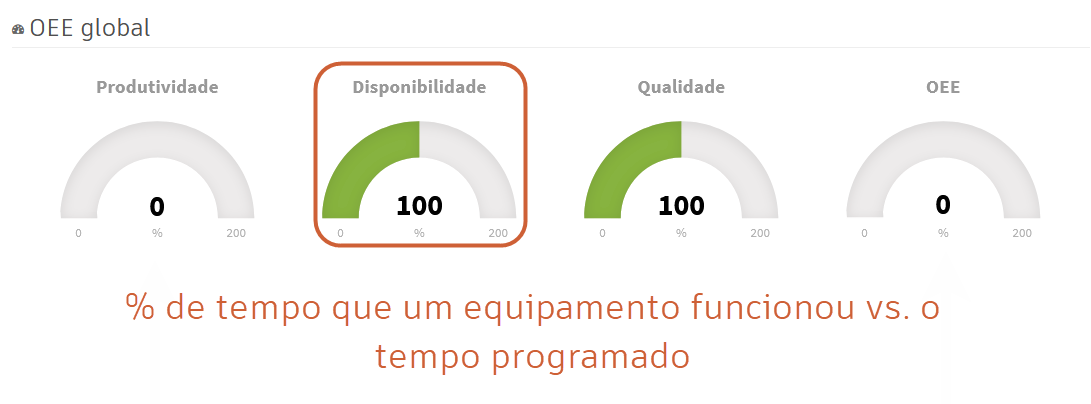 OEE global
Produtividade Disponibilidade Qualidade OEE
0 100 100 0
0 % 200 0 % 200 0 % 200 0 % 200
% de tempo que um equipamento funcionou vs. o
tempo programado